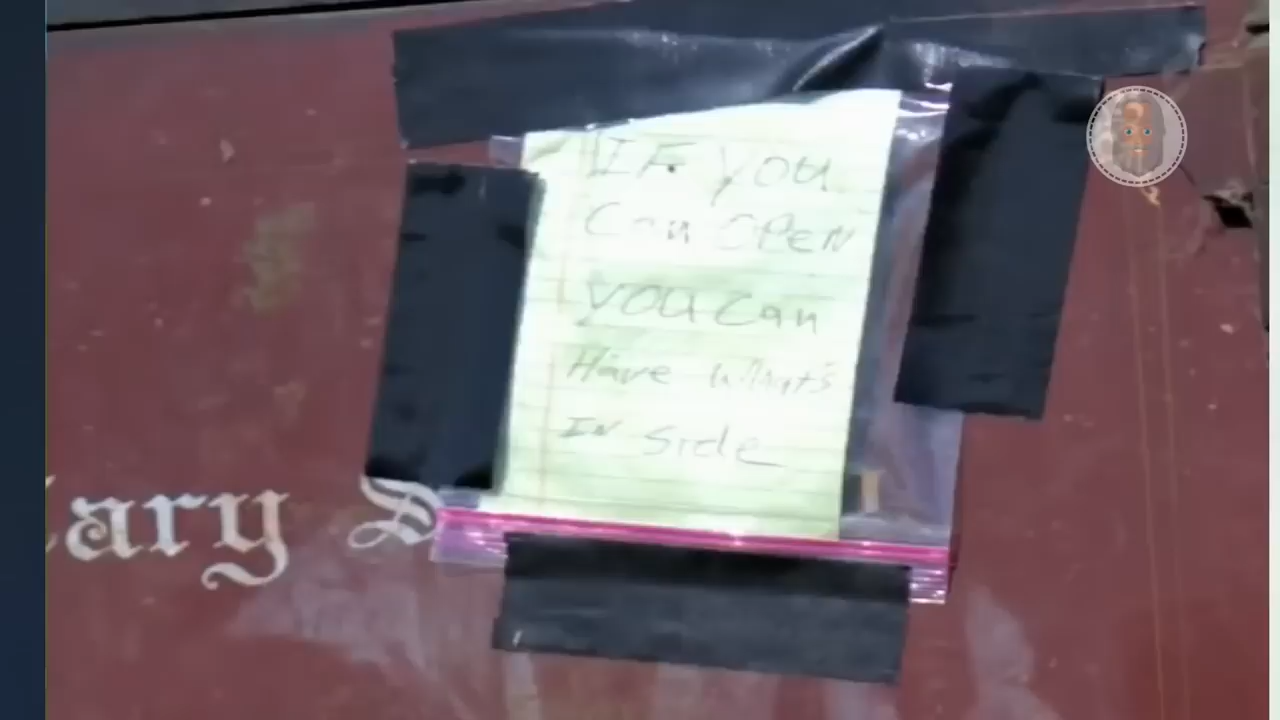 IF YOU
Can OPEN
YOU Can
Have What's
IN Side
ary D